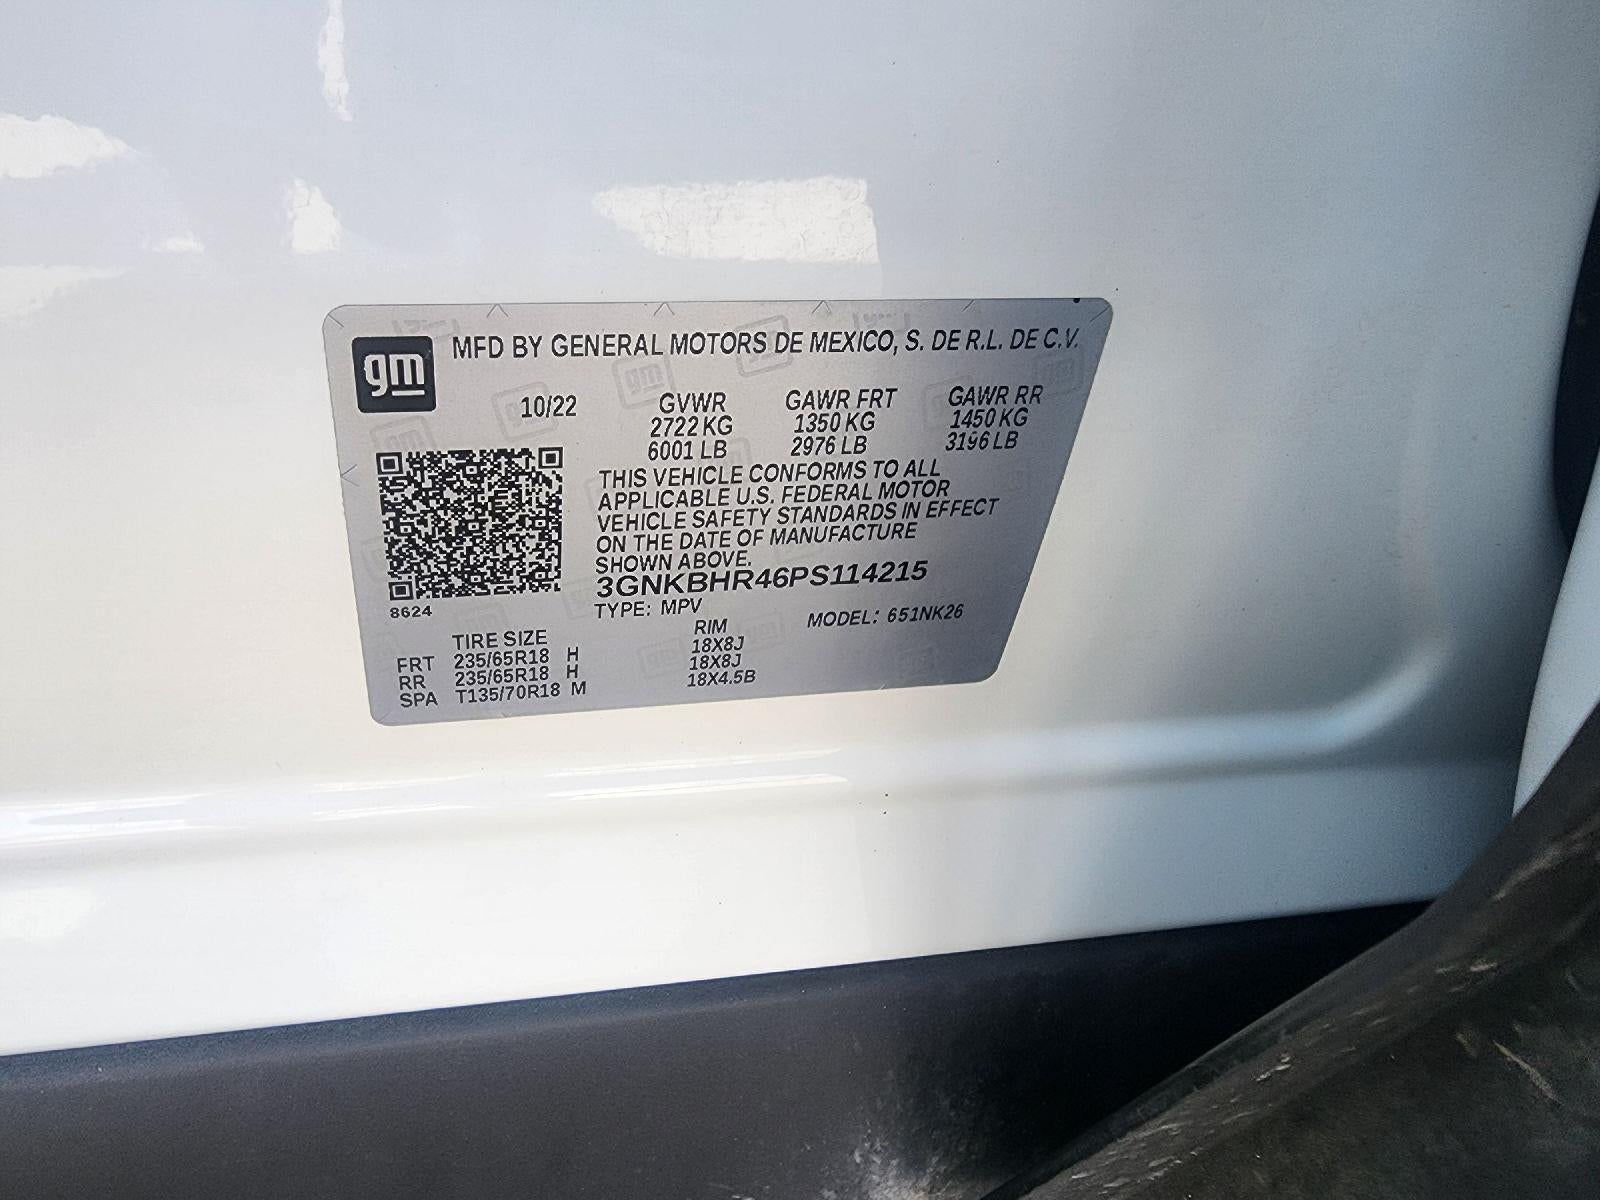 gm
MFD BY GENERAL MOTORS DE MEXICO, S. DE R.L. DE C.V.
10/22 GVWR GAWR FRT GAWR RR
2722 KG 1350 KG 1450 KG
6001 LB 2976 LB 3196 LB
THIS VEHICLE CONFORMS TO ALL
APPLICABLE U.S. FEDERAL MOTOR
VEHICLE SAFETY STANDARDS IN EFFECT
ON THE DATE OF MANUFACTURE
SHOWN ABOVE.
3GNKBHR46PS114215
8624
TYPE: MPV MODEL: 651NK26
TIRE SIZE RIM
FRT 235/65R18 H 18X8J
RR 235/65R18 H 18X8J
SPA T135/70R18 M 18X4.5B